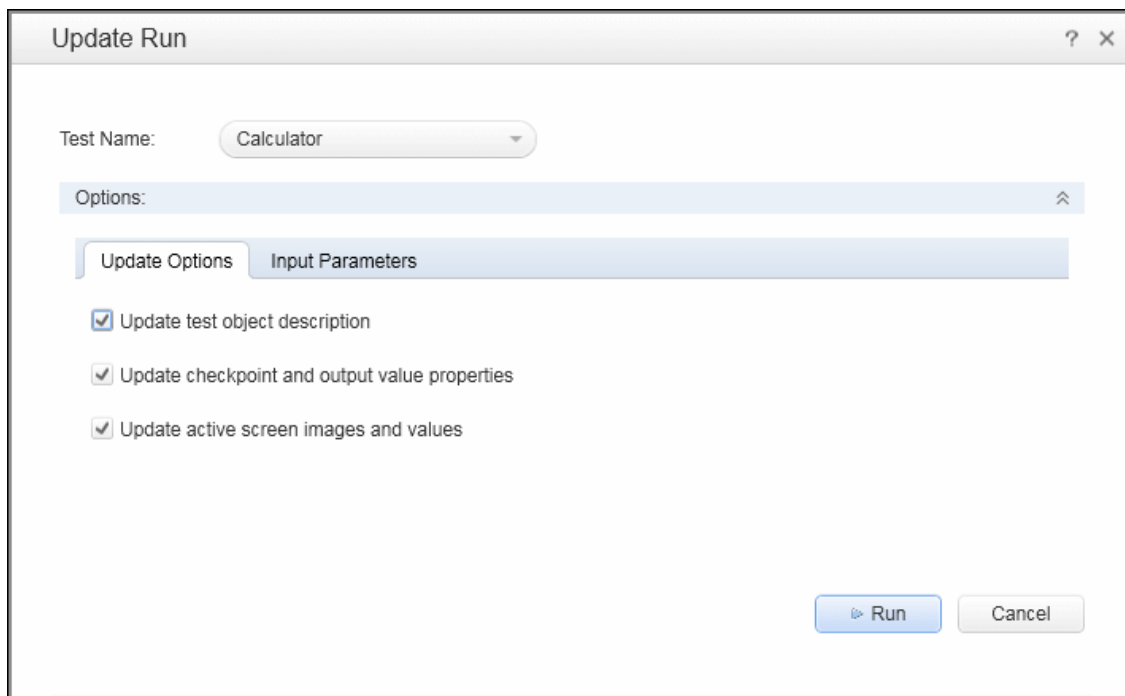 Update Run ?
Test Name: Calculator
Options:
Update Options Input Parameters
Update test object description
Update checkpoint and output value properties
Update active screen images and values
Run Cancel